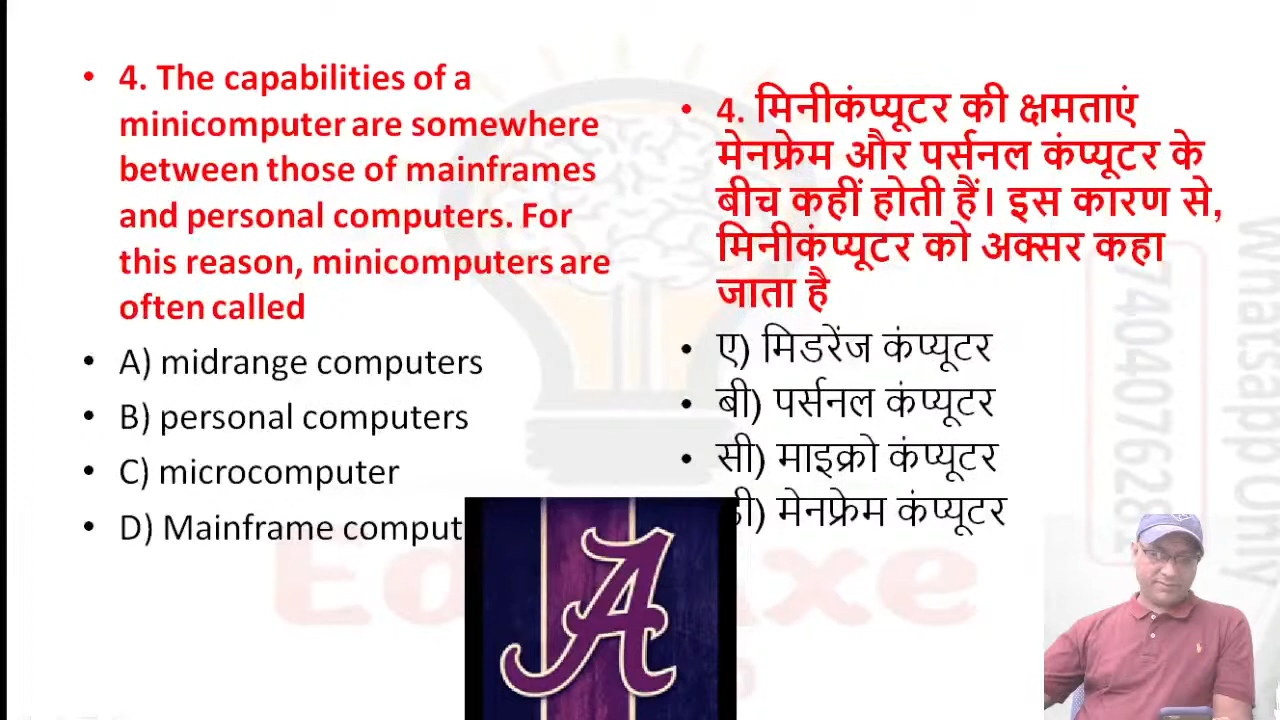 4. The capabilities of a
minicomputer are somewhere
between those of mainframes
and personal computers. For
this reason, minicomputers are
often called
A) midrange computers
B) personal computers
C) microcomputer
D) Mainframe comput
4. मिनीकंप्यूटर की क्षमताएं
मेनफ्रेम और पर्सनल कंप्यूटर के
बीच कहीं होती हैं। इस कारण से,
मिनीकंप्यूटर को अक्सर कहा
जाता है
ए) मिडरेंज कंप्यूटर
बी) पर्सनल कंप्यूटर
सी) माइक्रो कंप्यूटर
डी) मेनफ्रेम कंप्यूटर
A
Whatsapp Only